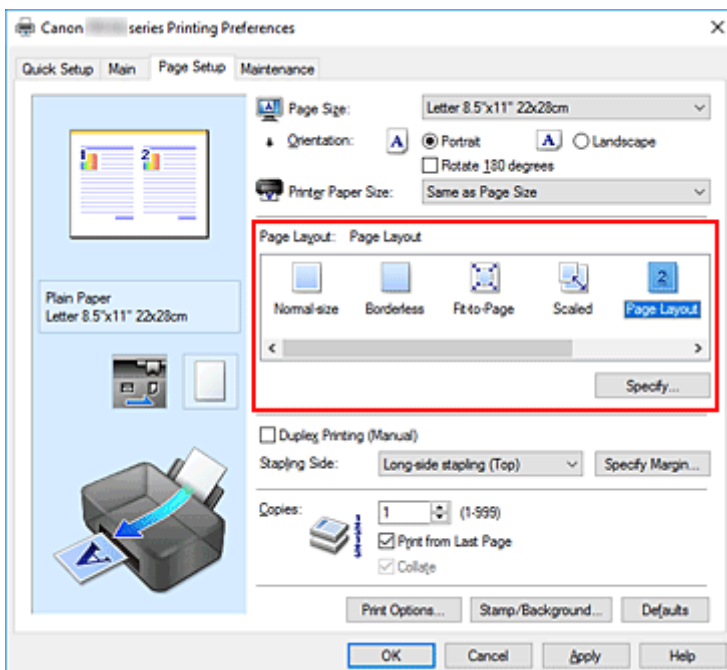 Canon series Printing Preferences
Quick Setup Main Page Setup Maintenance
1 2
Plain Paper
Letter 8.5"x11" 22x28cm
Page Size: Letter 8.5"x11" 22x28cm
Orientation: A Portrait A Landscape
Rotate 180 degrees
Printer Paper Size: Same as Page Size
Page Layout: Page Layout
2
Normal-size Borderless Fit-to-Page Scaled Page Layout
Specify...
Duplex Printing (Manual)
Stapling Side: Long-side stapling (Top) Specify Margin...
Copies: 1 (1-999)
Print from Last Page
Collate
A
Print Options... Stamp/Background... Defaults
OK Cancel Apply Help